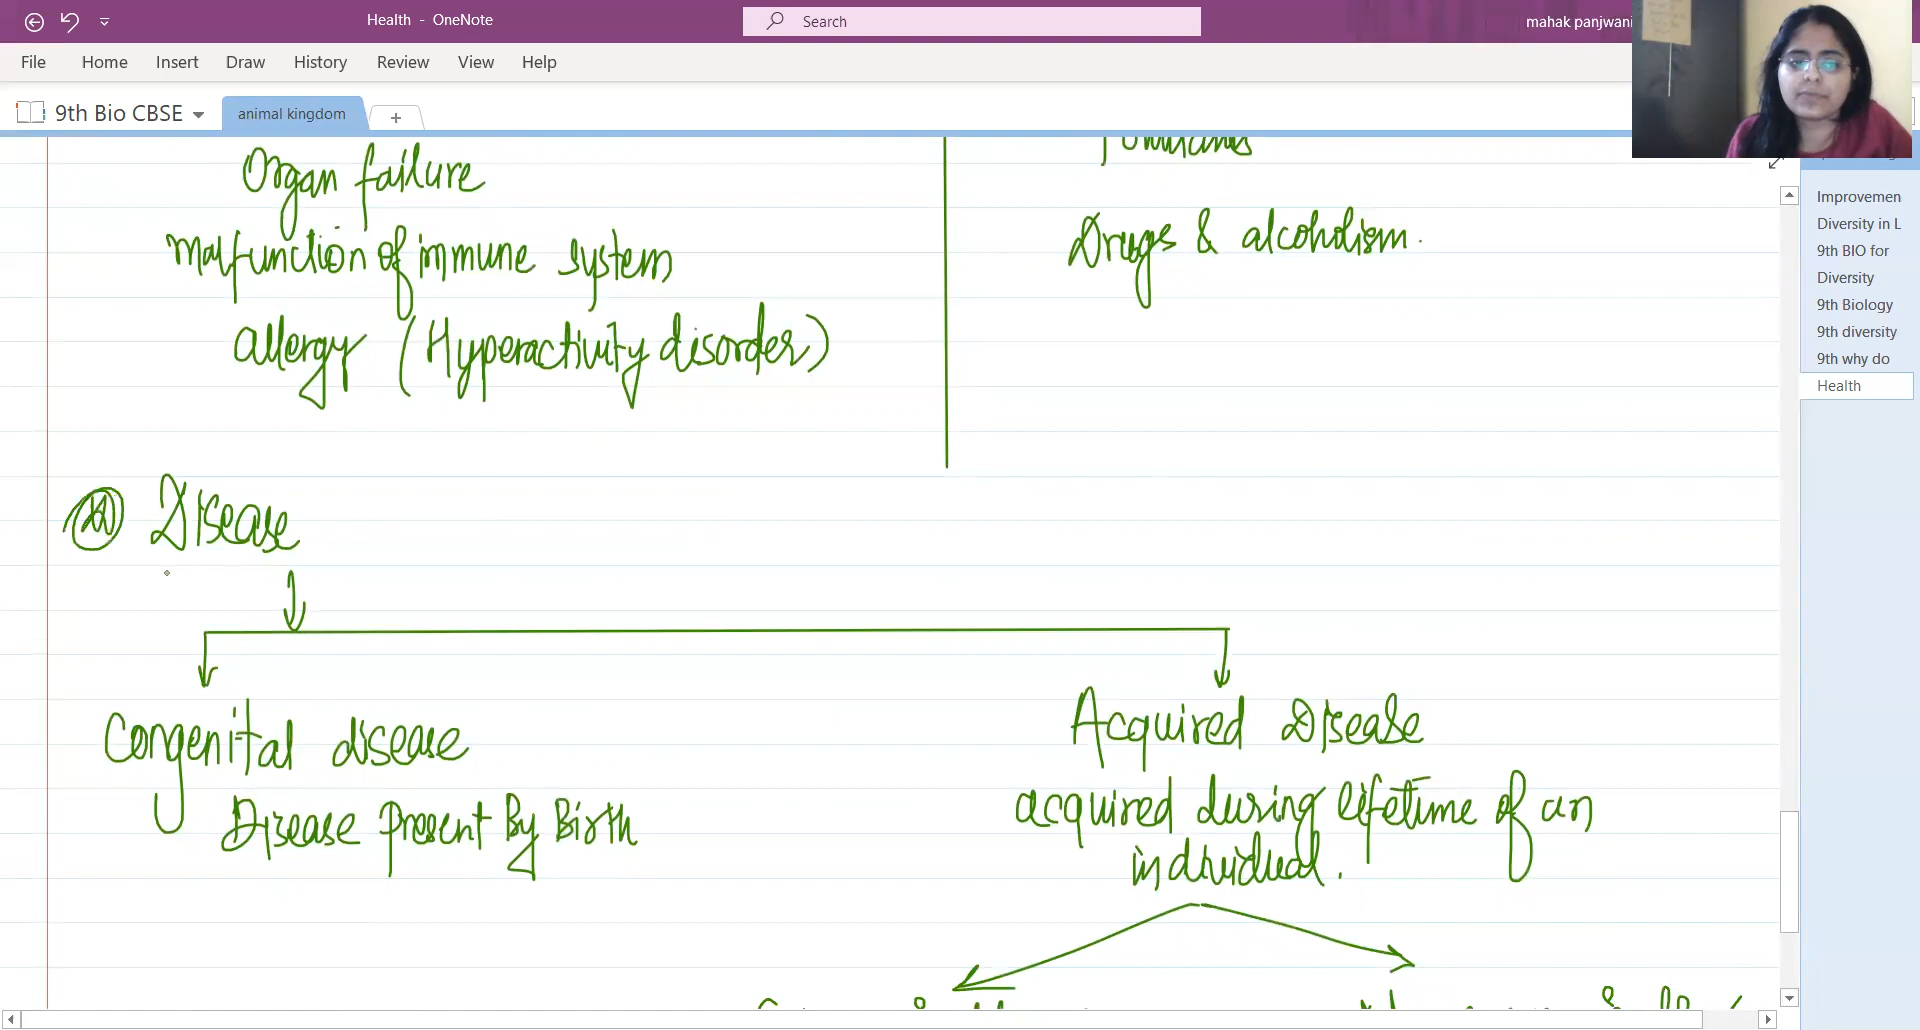 Health - OneNote
Search
mahak panjwani
File Home Insert Draw History Review View Help
9th Bio CBSE
animal kingdom
+
Organ failure
Malfunction of immune system
allergy (Hyperactivity disorder)
Drugs & alcoholism.
Disease
Congenital disease
Disease Present By Birth
Acquired Disease
acquired during lifetime of an
individual.
Improvemen
Diversity in L
9th BIO for
Diversity
9th Biology
9th diversity
9th why do
Health